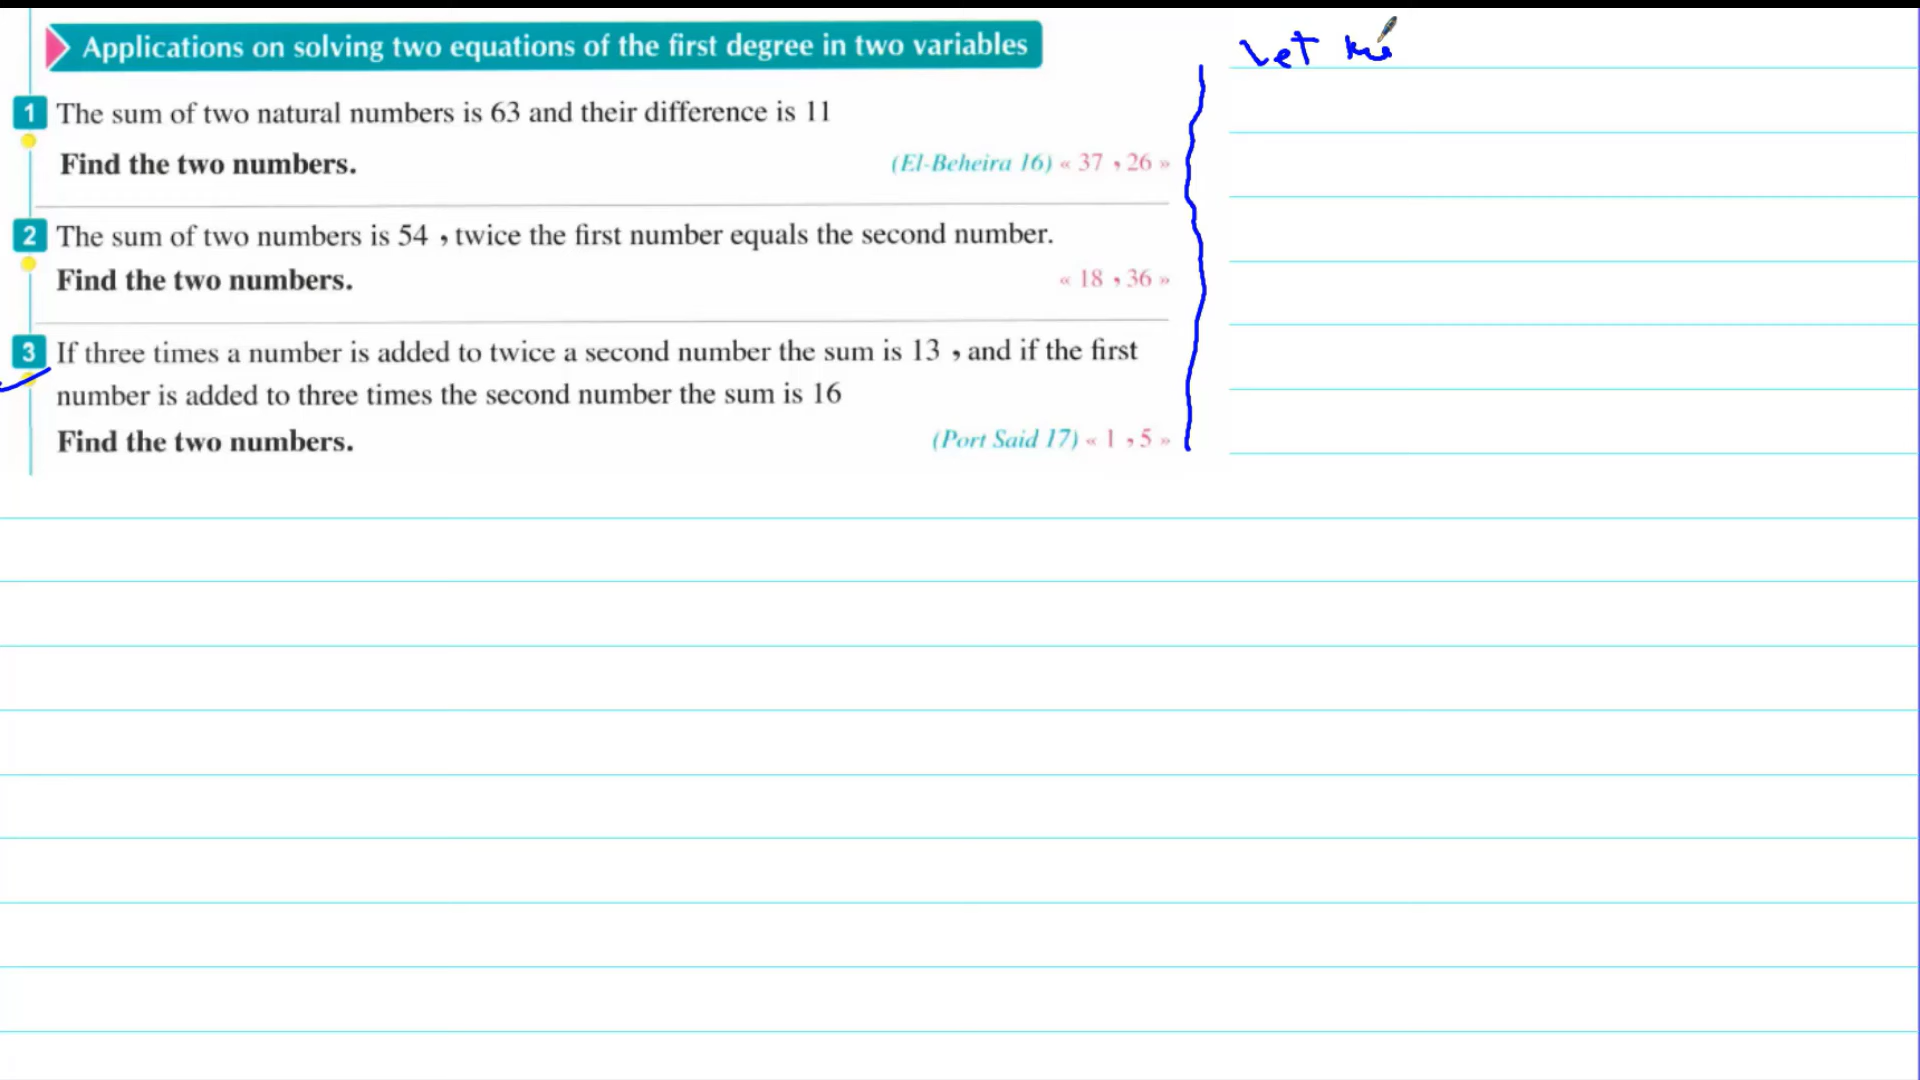 Applications on solving two equations of the first degree in two variables
Let
1 The sum of two natural numbers is 63 and their difference is 11
Find the two numbers. (El-Beheira 16) « 37 , 26 »
2 The sum of two numbers is 54 , twice the first number equals the second number.
Find the two numbers. « 18 , 36 »
3 If three times a number is added to twice a second number the sum is 13 , and if the first
number is added to three times the second number the sum is 16
Find the two numbers. (Port Said 17) « 1 , 5 »